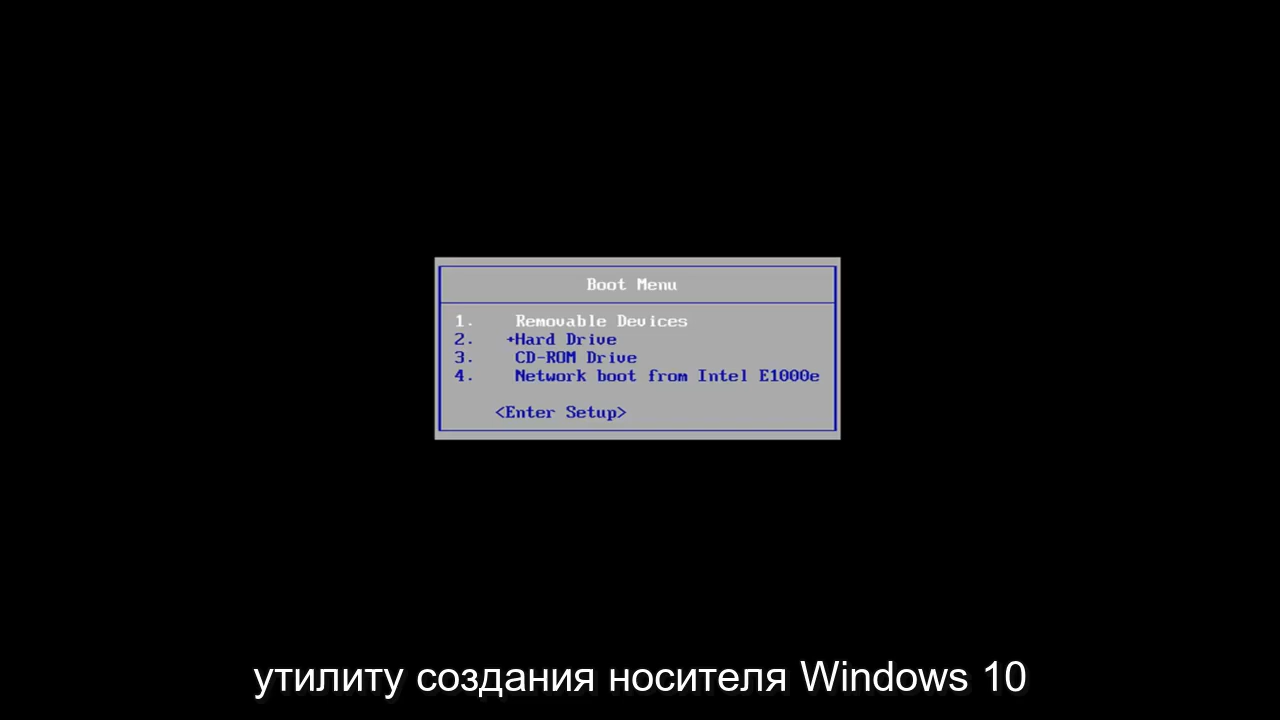 Boot Menu
1. Removable Devices
2. +Hard Drive
3. CD-ROM Drive
4. Network boot from Intel E1000e
<Enter Setup>
утилиту создания носителя Windows 10